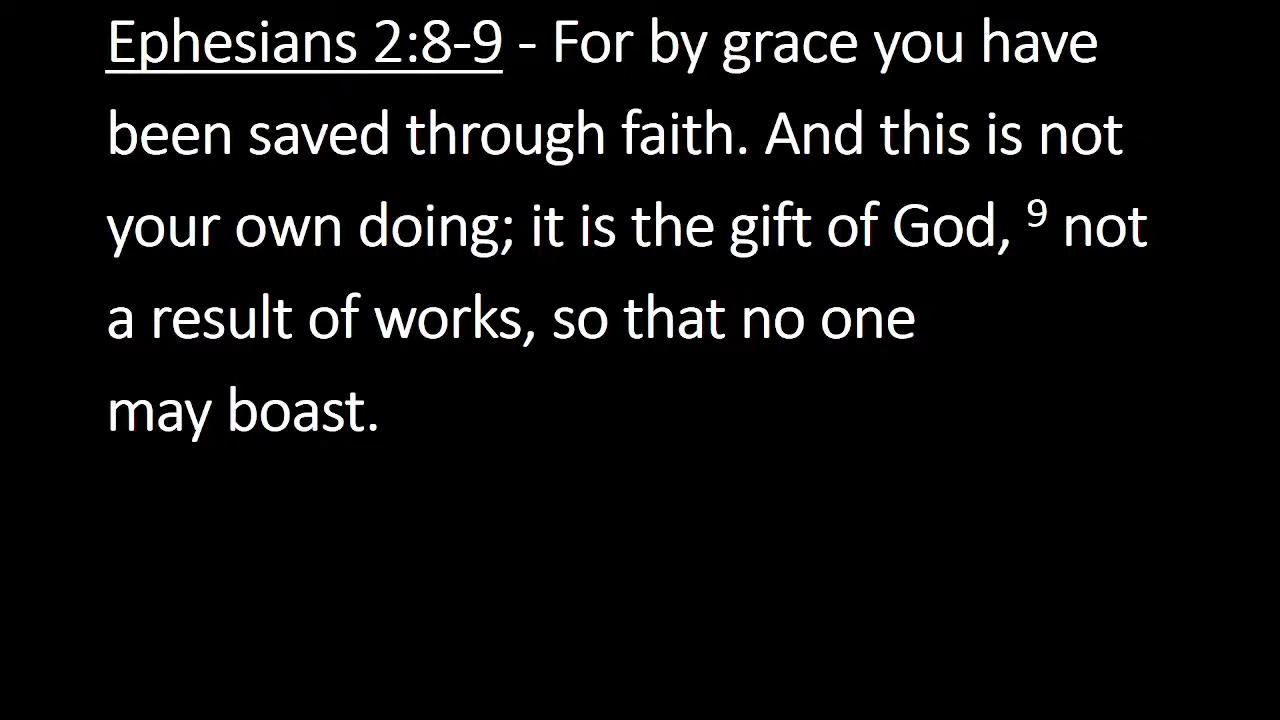 Ephesians 2:8-9 - For by grace you have
been saved through faith. And this is not
your own doing; it is the gift of God, ⁹ not
a result of works, so that no one
may boast.